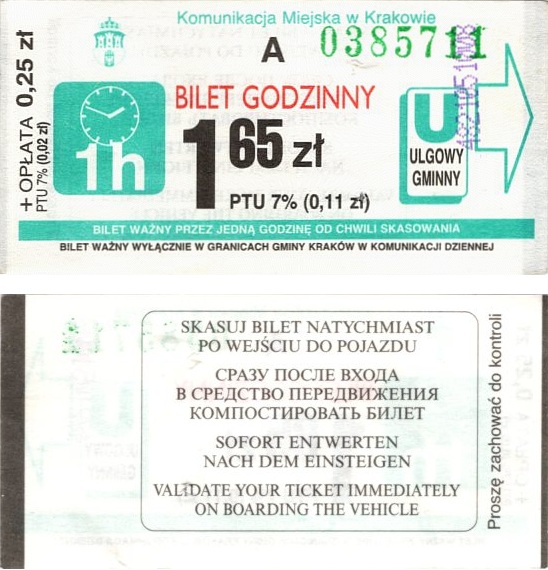 Komunikacja Miejska w Krakowie
A 0385711
+ OPŁATA 0,25 zł
PTU 7% (0,02 zł)
1h
BILET GODZINNY
1 65 zł
PTU 7% (0,11 zł)
U
ULGOWY
GMINNY
BILET WAŻNY PRZEZ JEDNĄ GODZINĘ OD CHWILI SKASOWANIA
BILET WAŻNY WYŁĄCZNIE W GRANICACH GMINY KRAKÓW W KOMUNIKACJI DZIENNEJ
SKASUJ BILET NATYCHMIAST
PO WEJŚCIU DO POJAZDU
СРАЗУ ПОСЛЕ ВХОДА
В СРЕДСТВО ПЕРЕДВИЖЕНИЯ
КОМПОСТИРОВАТЬ БИЛЕТ
SOFORT ENTWERTEN
NACH DEM EINSTEIGEN
VALIDATE YOUR TICKET IMMEDIATELY
ON BOARDING THE VEHICLE
Proszę zachować do kontroli